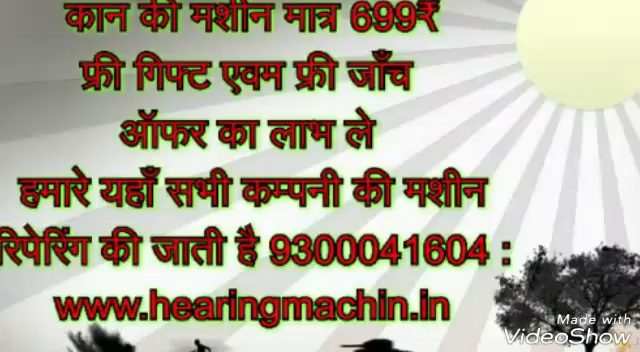 कान की मशीन मात्र 699₹
फ्री गिफ्ट एवम फ्री जाँच
ऑफर का लाभ ले
हमारे यहाँ सभी कम्पनी की मशीन
रिपेरिंग की जाती है 9300041604 :
www.hearingmachin.in
Made with
VideoShow